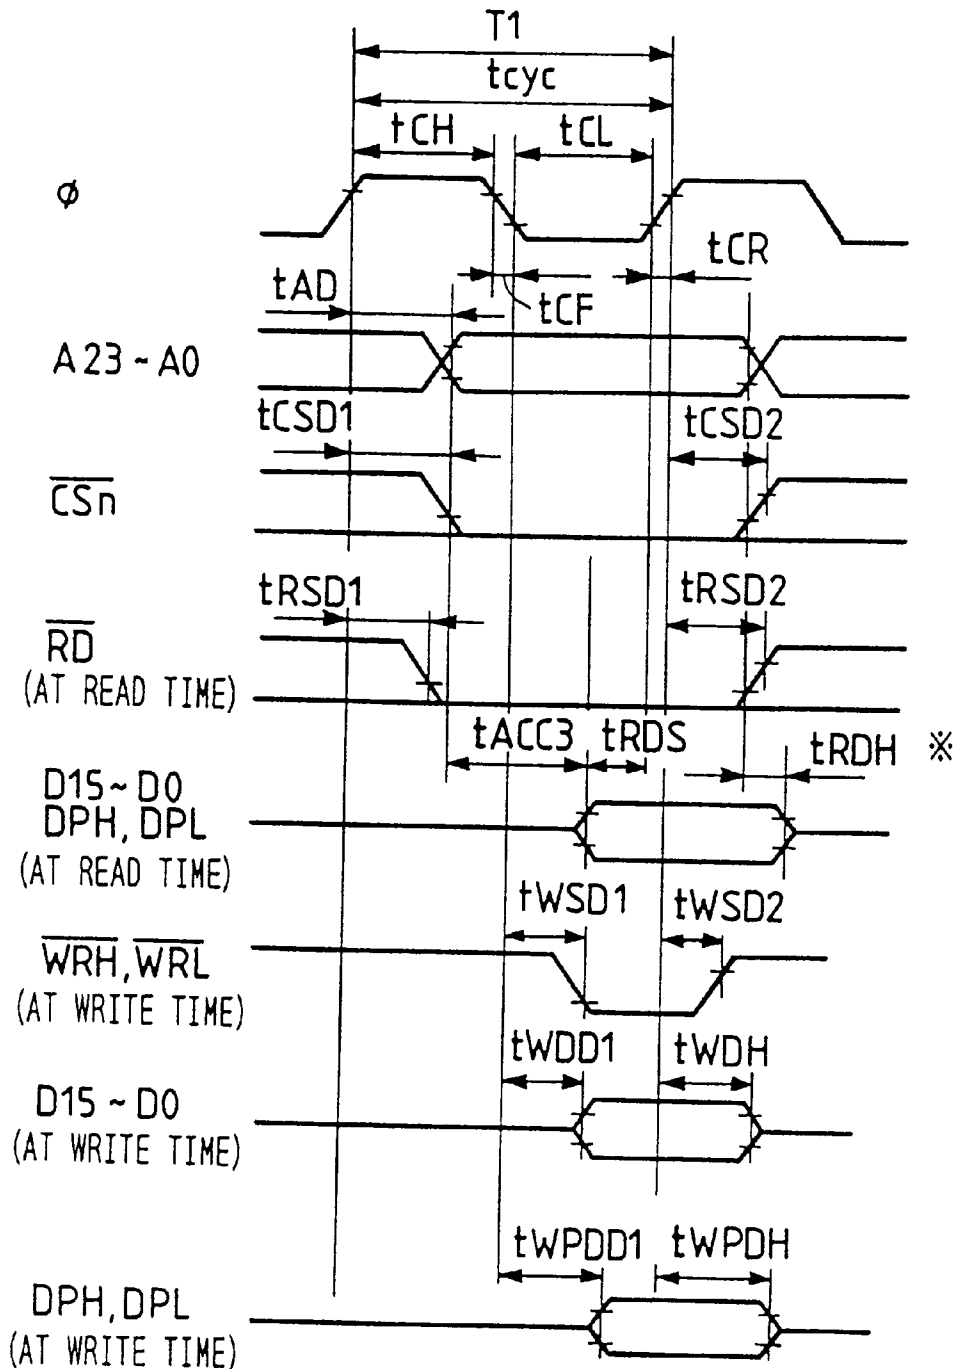 T1
tcyc
tCH
tCL
φ
tCR
tAD
tCF
A23~A0
tCSD1
tCSD2
CSn
tRSD1
tRSD2
RD
(AT READ TIME)
tACC3
tRDS
tRDH ※
D15~D0
DPH, DPL
(AT READ TIME)
tWSD1
tWSD2
WRH, WRL
(AT WRITE TIME)
tWDD1
tWDH
D15~D0
(AT WRITE TIME)
tWPDD1
tWPDH
DPH, DPL
(AT WRITE TIME)